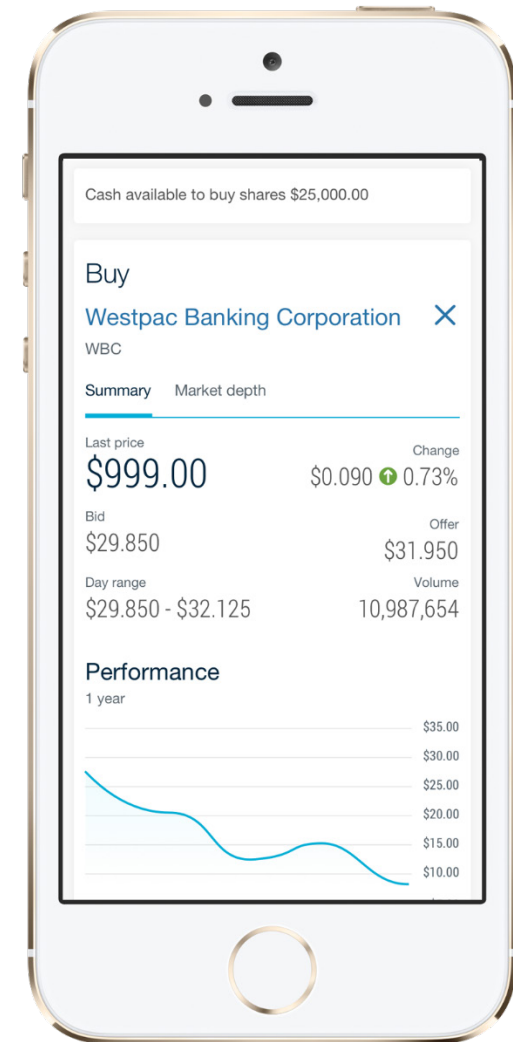 Cash available to buy shares $25,000.00
Buy
Westpac Banking Corporation
WBC
Summary Market depth
Last price Change
$999.00 $0.090 0.73%
Bid Offer
$29.850 $31.950
Day range Volume
$29.850 - $32.125 10,987,654
Performance
1 year
$35.00
$30.00
$25.00
$20.00
$15.00
$10.00